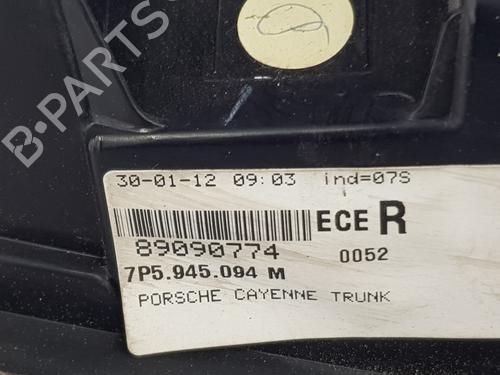 B-PARTS
30-01-12 09:03 ind=07S
ECE R
89090774
0052
7P5.945.094 M
PORSCHE CAYENNE TRUNK